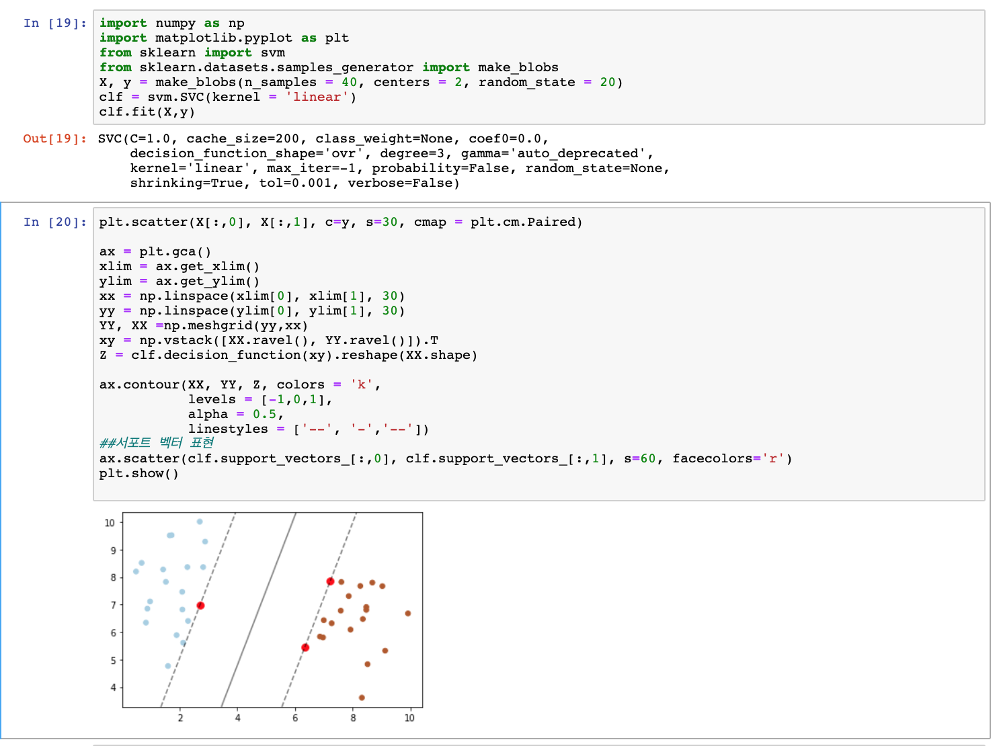 In [19]: import numpy as np
import matplotlib.pyplot as plt
from sklearn import svm
from sklearn.datasets.samples_generator import make_blobs
X, y = make_blobs(n_samples = 40, centers = 2, random_state = 20)
clf = svm.SVC(kernel = 'linear')
clf.fit(X,y)
Out[19]: SVC(C=1.0, cache_size=200, class_weight=None, coef0=0.0,
decision_function_shape='ovr', degree=3, gamma='auto_deprecated',
kernel='linear', max_iter=-1, probability=False, random_state=None,
shrinking=True, tol=0.001, verbose=False)
In [20]: plt.scatter(X[:,0], X[:,1], c=y, s=30, cmap = plt.cm.Paired)
ax = plt.gca()
xlim = ax.get_xlim()
ylim = ax.get_ylim()
xx = np.linspace(xlim[0], xlim[1], 30)
yy = np.linspace(ylim[0], ylim[1], 30)
YY, XX =np.meshgrid(yy,xx)
xy = np.vstack([XX.ravel(), YY.ravel()]).T
Z = clf.decision_function(xy).reshape(XX.shape)
ax.contour(XX, YY, Z, colors = 'k',
levels = [-1,0,1],
alpha = 0.5,
linestyles = ['--', '-','--'])
##서포트 벡터 표현
ax.scatter(clf.support_vectors_[:,0], clf.support_vectors_[:,1], s=60, facecolors='r')
plt.show()
10
9
8
7
6
5
4
2 4 6 8 10